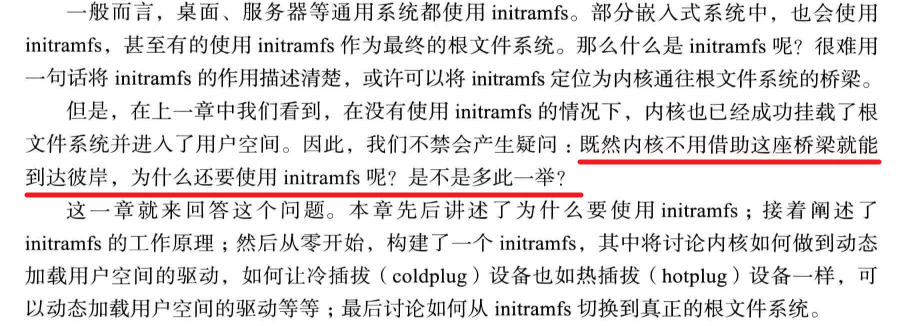 一般而言，桌面、服务器等通用系统都使用 initramfs。部分嵌入式系统中，也会使用
initramfs，甚至有的使用 initramfs 作为最终的根文件系统。那么什么是 initramfs 呢？很难用
一句话将 initramfs 的作用描述清楚，或许可以将 initramfs 定位为内核通往根文件系统的桥梁。
但是，在上一章中我们看到，在没有使用 initramfs 的情况下，内核也已经成功挂载了根
文件系统并进入了用户空间。因此，我们不禁会产生疑问：既然内核不用借助这座桥梁就能
到达彼岸，为什么还要使用 initramfs 呢？是不是多此一举？
这一章就来回答这个问题。本章先后讲述了为什么要使用 initramfs；接着阐述了
initramfs 的工作原理；然后从零开始，构建了一个 initramfs，其中将讨论内核如何做到动态
加载用户空间的驱动，如何让冷插拔（coldplug）设备也如热插拔（hotplug）设备一样，可
以动态加载用户空间的驱动等等；最后讨论如何从 initramfs 切换到真正的根文件系统。